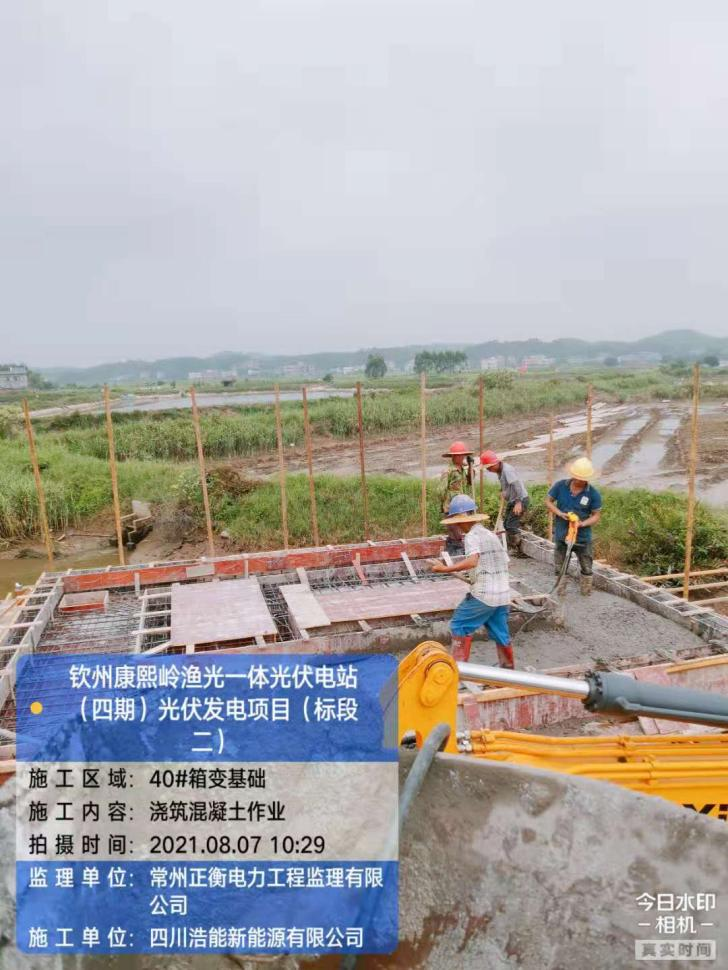 钦州康熙岭渔光一体光伏电站
（四期）光伏发电项目（标段
二）
施工区域：40#箱变基础
施工内容：浇筑混凝土作业
拍摄时间：2021.08.07 10:29
监理单位：常州正衡电力工程监理有限
公司
施工单位：四川浩能新能源有限公司
今日水印
-相机-
真实时间